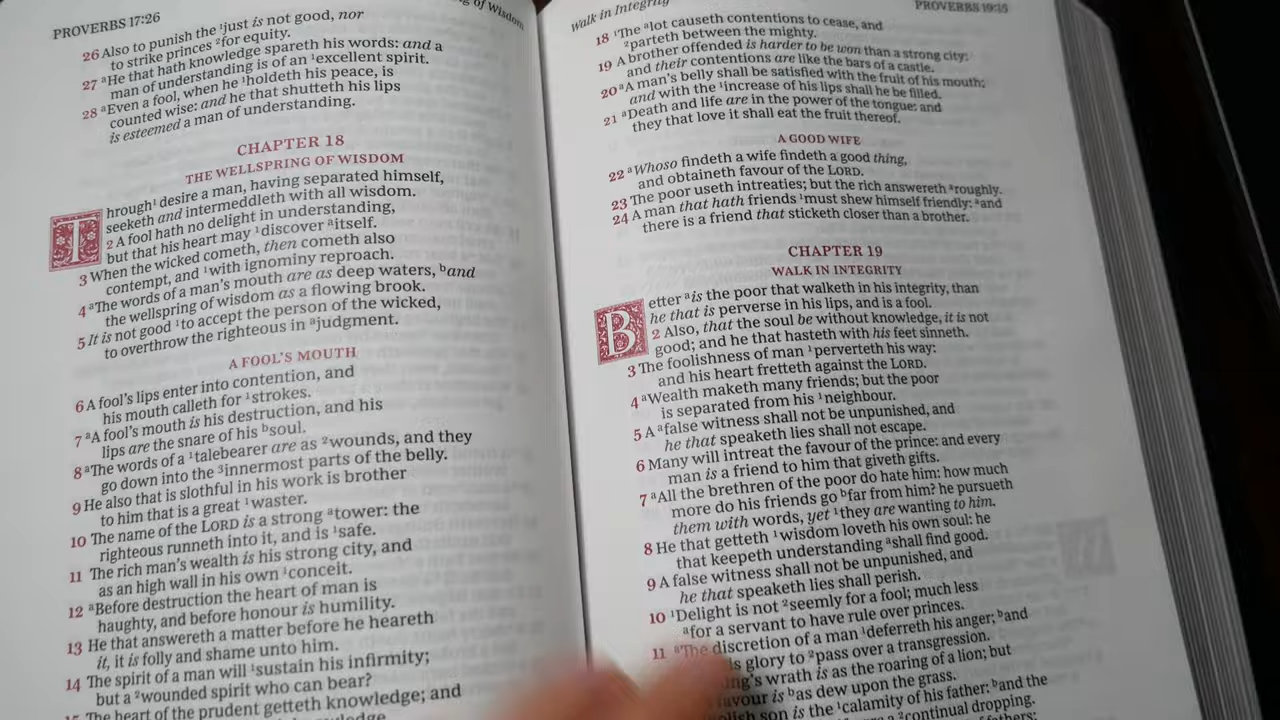 PROVERBS 17:26
g of Wisdom
26 Also to punish the ¹just is not good, nor
to strike princes ²for equity.
27 ᵃHe that hath knowledge spareth his words: and a
man of understanding is of an ¹excellent spirit.
28 ᵃEven a fool, when he ¹holdeth his peace, is
counted wise: and he that shutteth his lips
is esteemed a man of understanding.
CHAPTER 18
THE WELLSPRING OF WISDOM
Through¹ desire a man, having separated himself,
seeketh and intermeddleth with all wisdom.
2 A fool hath no delight in understanding,
but that his heart may ¹discover ᵃitself.
3 When the wicked cometh, then cometh also
contempt, and ¹with ignominy reproach.
4 ᵃThe words of a man's mouth are as deep waters, ᵇand
the wellspring of wisdom as a flowing brook.
5 It is not good ¹to accept the person of the wicked,
to overthrow the righteous in ᵃjudgment.
A FOOL'S MOUTH
6 A fool's lips enter into contention, and
his mouth calleth for ¹strokes.
7 ᵃA fool's mouth is his destruction, and his
lips are the snare of his ᵇsoul.
8 ᵃThe words of a ¹talebearer are as ²wounds, and they
go down into the ³innermost parts of the belly.
9 He also that is slothful in his work is brother
to him that is a great ¹waster.
10 The name of the LORD is a strong ᵃtower: the
righteous runneth into it, and is ¹safe.
11 The rich man's wealth is his strong city, and
as an high wall in his own ¹conceit.
12 ᵃBefore destruction the heart of man is
haughty, and before honour is humility.
13 He that answereth a matter before he heareth
it, it is folly and shame unto him.
14 The spirit of a man will ¹sustain his infirmity;
but a ²wounded spirit who can bear?
15 The heart of the prudent getteth knowledge; and
knowledge
Walk in Integrity
PROVERBS 19:15
18 ¹The ᵃlot causeth contentions to cease, and
²parteth between the mighty.
19 A brother offended is harder to be won than a strong city:
and their contentions are like the bars of a castle.
20 ᵃA man's belly shall be satisfied with the fruit of his mouth;
and with the ¹increase of his lips shall he be filled.
21 ᵃDeath and life are in the power of the tongue: and
they that love it shall eat the fruit thereof.
A GOOD WIFE
22 ᵃWhoso findeth a wife findeth a good thing,
and obtaineth favour of the LORD.
23 The poor useth intreaties; but the rich answereth ᵃroughly.
24 A man that hath friends ¹must shew himself friendly: ᵃand
there is a friend that sticketh closer than a brother.
CHAPTER 19
WALK IN INTEGRITY
Better ᵃis the poor that walketh in his integrity, than
he that is perverse in his lips, and is a fool.
2 Also, that the soul be without knowledge, it is not
good; and he that hasteth with his feet sinneth.
3 The foolishness of man ¹perverteth his way:
and his heart fretteth against the LORD.
4 ᵃWealth maketh many friends; but the poor
is separated from his ¹neighbour.
5 A ᵃfalse witness shall not be unpunished, and
he that speaketh lies shall not escape.
6 Many will intreat the favour of the prince: and every
man is a friend to him that giveth gifts.
7 ᵃAll the brethren of the poor do hate him: how much
more do his friends go ᵇfar from him? he pursueth
them with words, yet ¹they are wanting to him.
8 He that getteth ¹wisdom loveth his own soul: he
that keepeth understanding ᵃshall find good.
9 A false witness shall not be unpunished, and
he that speaketh lies shall perish.
10 ¹Delight is not ²seemly for a fool; much less
ᵃfor a servant to have rule over princes.
11 ᵃThe discretion of a man ¹deferreth his anger; ᵇand
is glory to ²pass over a transgression.
ng's wrath is as the roaring of a lion; but
favour is ᵇas dew upon the grass.
olish son is the ¹calamity of his father: ᵇand the
are a ²continual dropping.
of fathers: